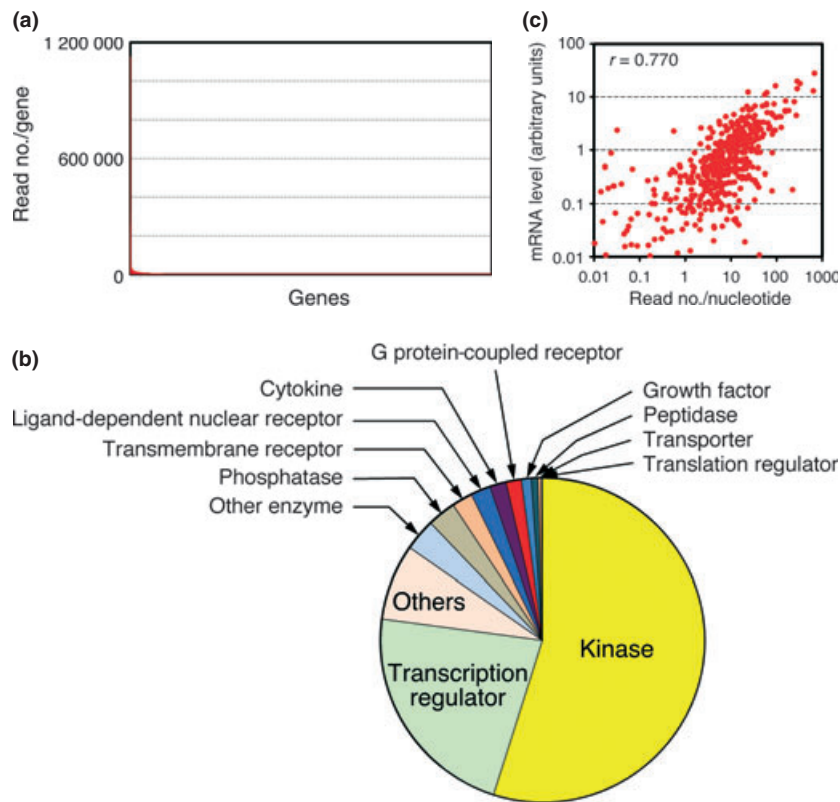 (a)
1 200 000
600 000
0
Read no./gene
Genes
(c)
r = 0.770
100
10
1
0.1
0.01
mRNA level (arbitrary units)
0.01 0.1 1 10 100 1000
Read no./nucleotide
(b)
G protein-coupled receptor
Cytokine
Ligand-dependent nuclear receptor
Transmembrane receptor
Phosphatase
Other enzyme
Growth factor
Peptidase
Transporter
Translation regulator
Others
Kinase
Transcription
regulator